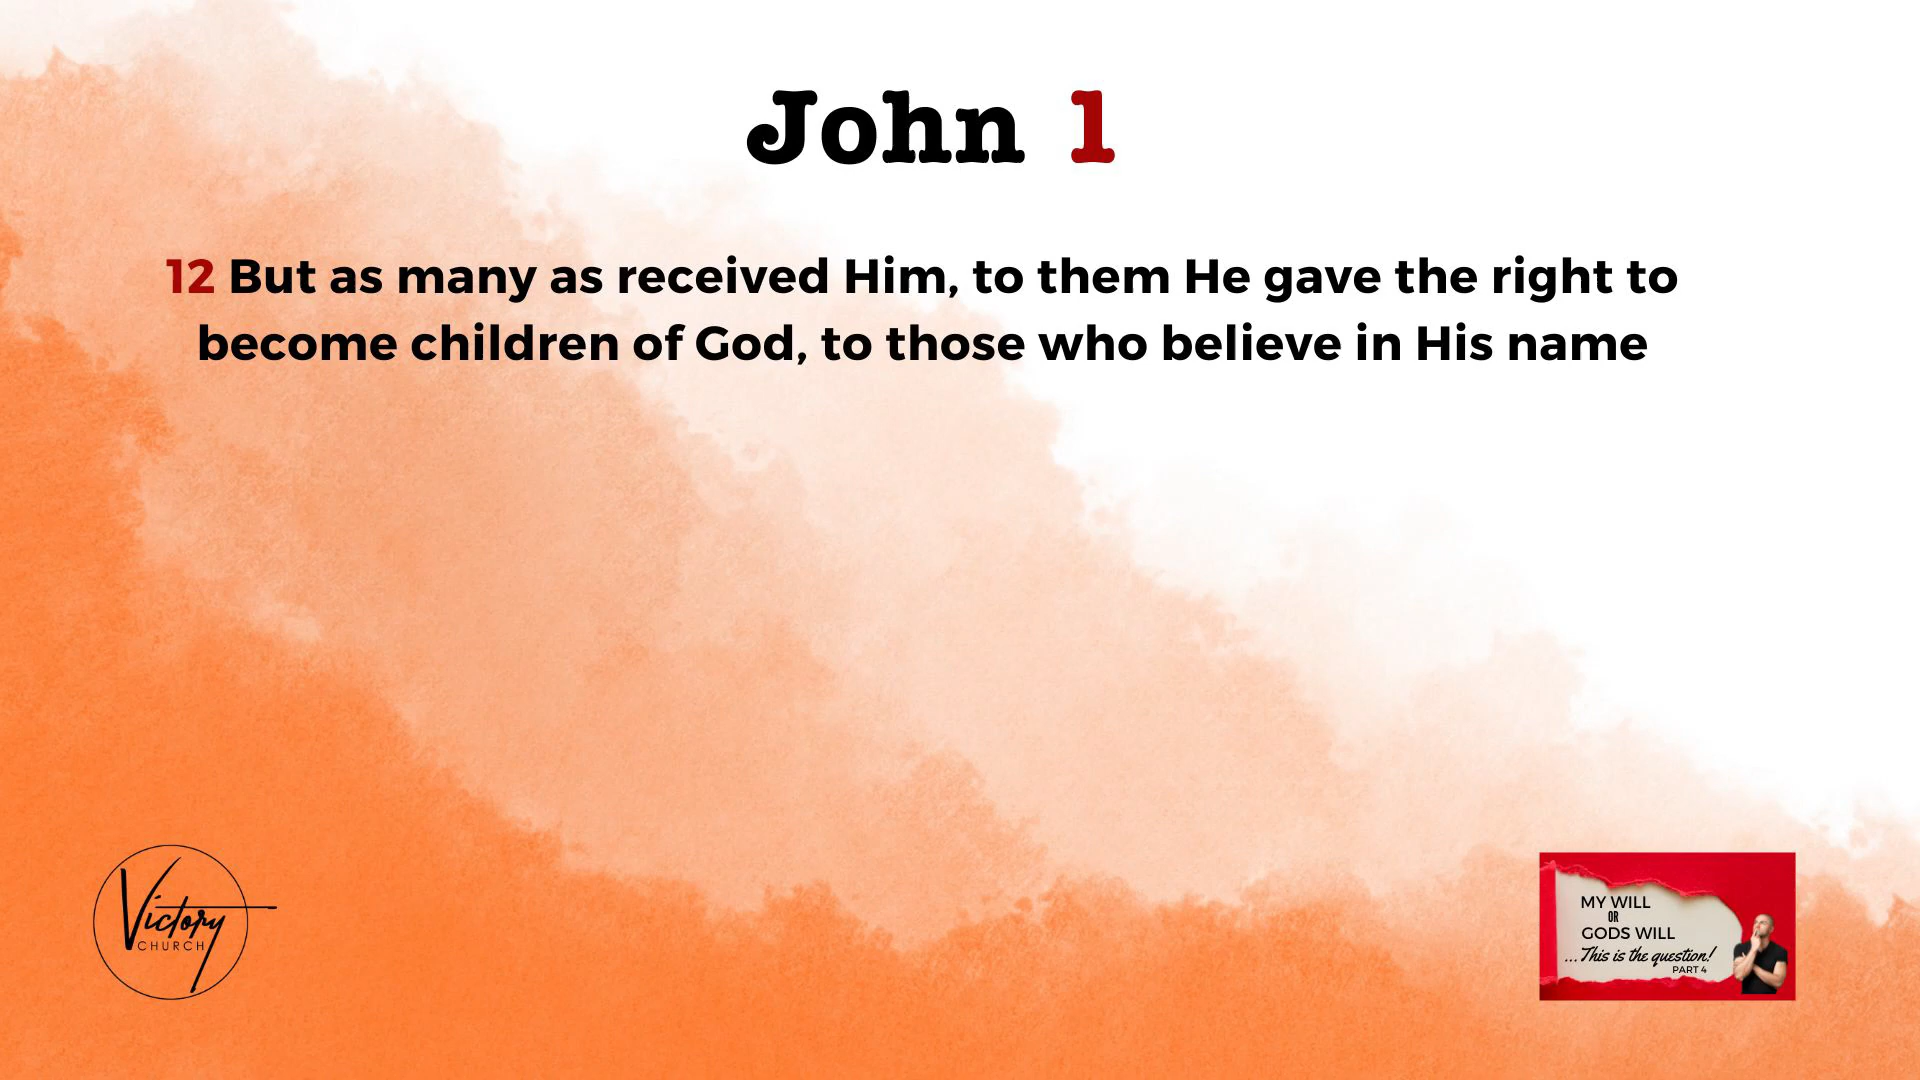 John 1
12 But as many as received Him, to them He gave the right to
become children of God, to those who believe in His name
Victory
CHURCH
MY WILL
OR
GODS WILL
...This is the question!
PART 4